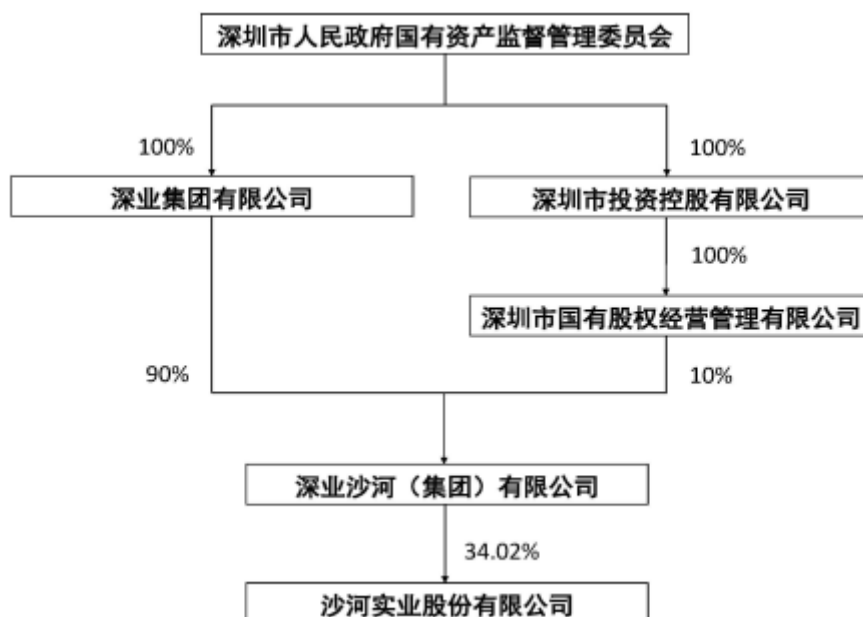 深圳市人民政府国有资产监督管理委员会
100%
100%
深业集团有限公司
深圳市投资控股有限公司
100%
深圳市国有股权经营管理有限公司
90%
10%
深业沙河（集团）有限公司
34.02%
沙河实业股份有限公司